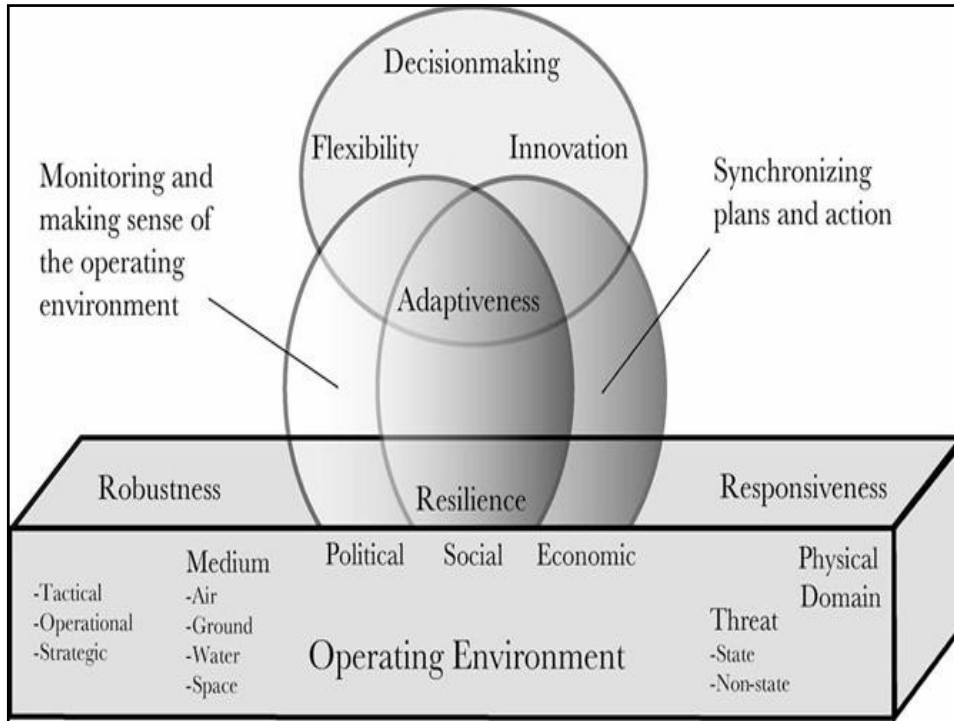 Decisionmaking
Flexibility
Innovation
Monitoring and
making sense of
the operating
environment
Synchronizing
plans and action
Adaptiveness
Robustness
Resilience
Responsiveness
Political
Social
Economic
Physical
Domain
Medium
-Air
-Ground
-Water
-Space
-Tactical
-Operational
-Strategic
Operating Environment
Threat
-State
-Non-state